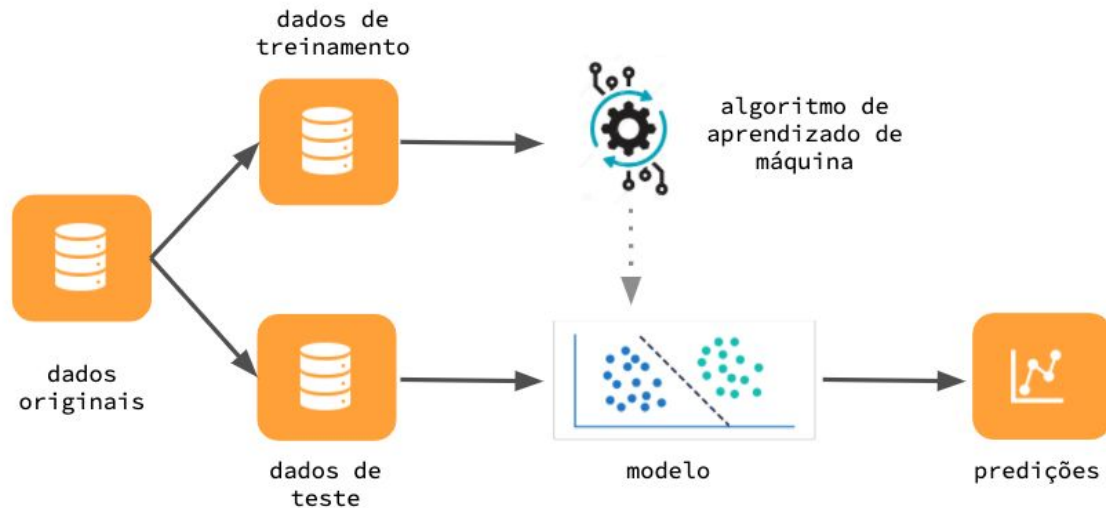 dados de
treinamento
algoritmo de
aprendizado de
máquina
dados
originais
dados de
teste
modelo
predições